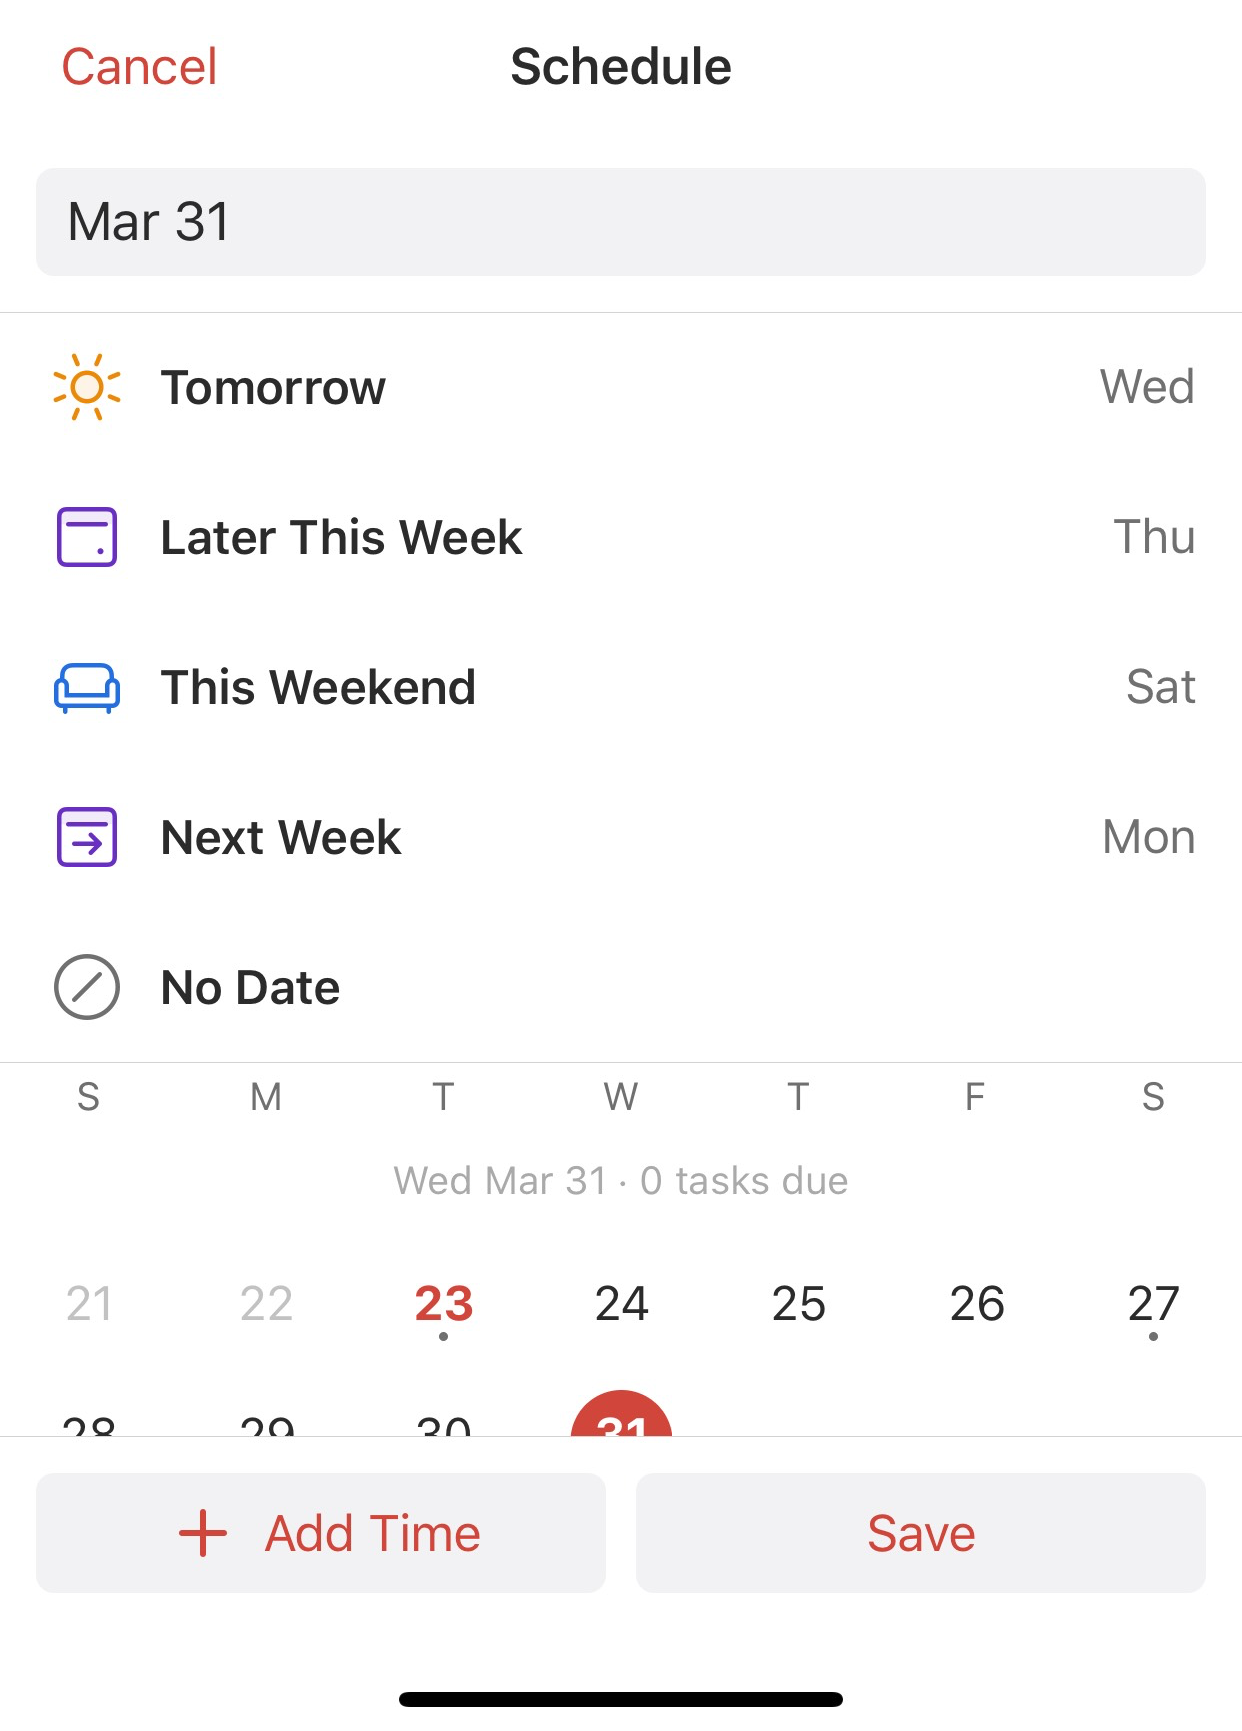 Cancel Schedule
Mar 31
Tomorrow Wed
Later This Week Thu
This Weekend Sat
Next Week Mon
No Date
S M T W T F S
Wed Mar 31 · 0 tasks due
21 22 23 24 25 26 27
28 29 30 31
Add Time Save